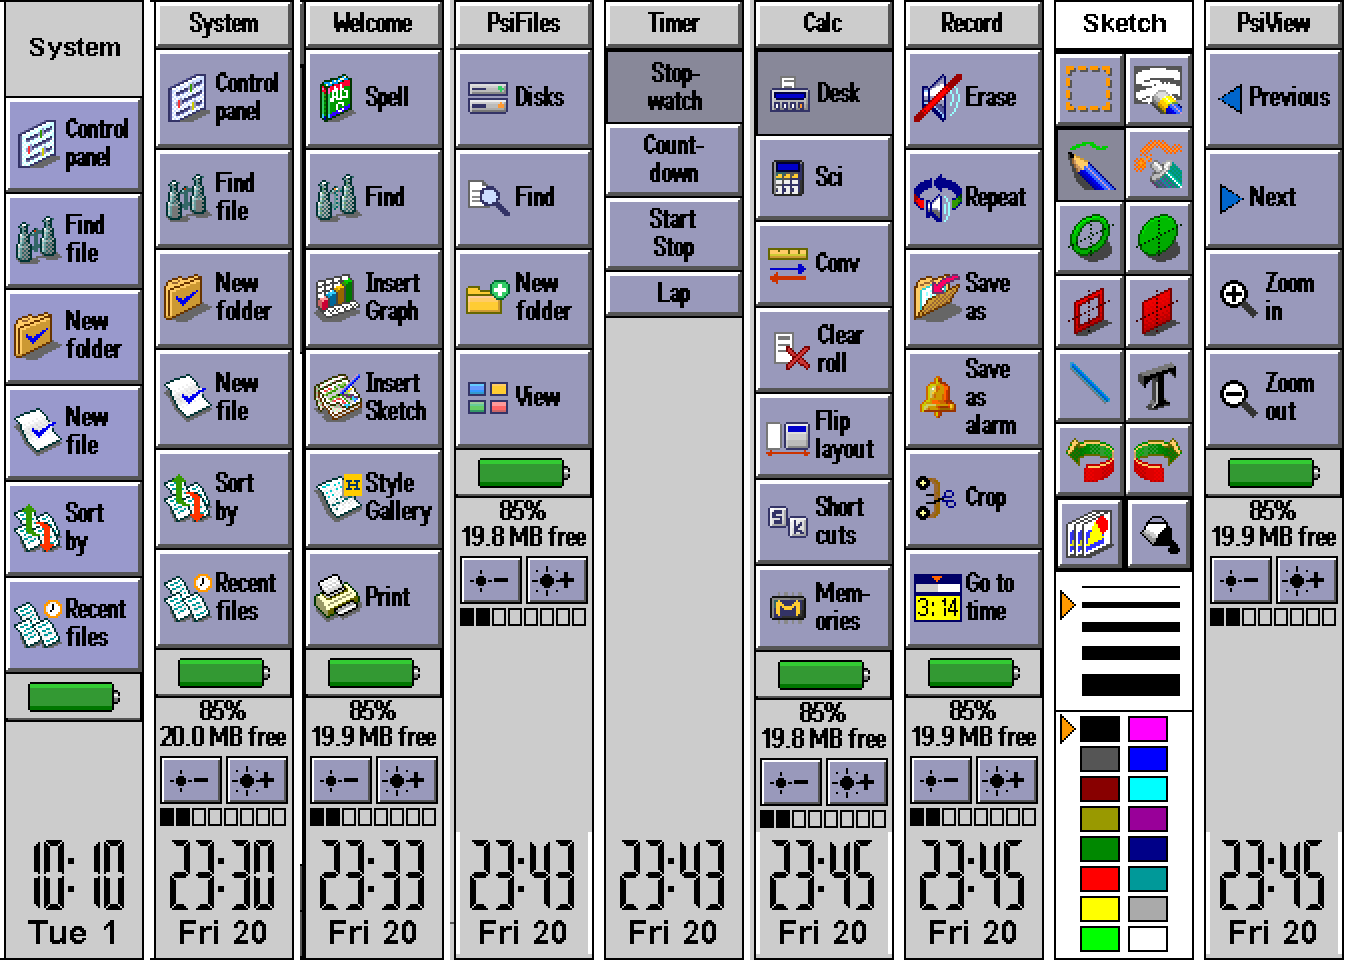 System
Control
panel
Find
file
New
folder
New
file
Sort
by
Recent
files
10:10
Tue 1
System
Control
panel
Find
file
New
folder
New
file
Sort
by
Recent
files
85%
20.0 MB free
-
+
23:30
Fri 20
Welcome
Spell
Find
Insert
Graph
Insert
Sketch
H
Style
Gallery
Print
85%
19.9 MB free
-
+
23:33
Fri 20
PsiFiles
Disks
Find
New
folder
View
85%
19.8 MB free
-
+
23:43
Fri 20
Timer
Stop-
watch
Count-
down
Start
Stop
Lap
23:43
Fri 20
Calc
Desk
Sci
Conv
Clear
roll
Flip
layout
S K
Short
cuts
M
Mem-
ories
85%
19.8 MB free
-
+
23:45
Fri 20
Record
Erase
Repeat
Save
as
Save
as
alarm
Crop
3:14
Go to
time
85%
19.9 MB free
-
+
23:45
Fri 20
Sketch
T
PsiView
Previous
Next
Zoom
in
Zoom
out
85%
19.9 MB free
-
+
23:45
Fri 20